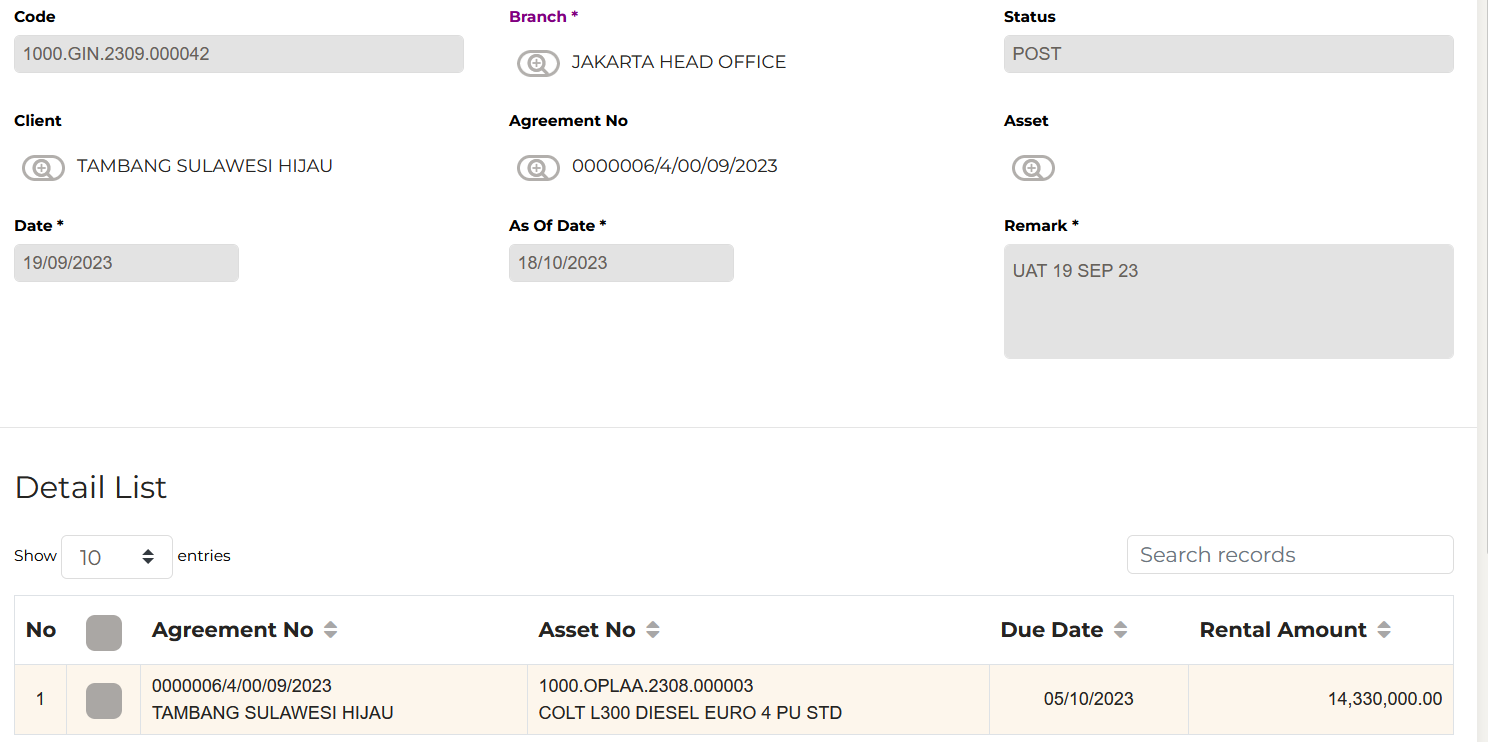 Code
Branch *
Status
1000.GIN.2309.000042
JAKARTA HEAD OFFICE
POST
Client
Agreement No
Asset
TAMBANG SULAWESI HIJAU
0000006/4/00/09/2023
Date *
As Of Date *
Remark *
19/09/2023
18/10/2023
UAT 19 SEP 23
Detail List
Show 10 entries
Search records
No Agreement No Asset No Due Date Rental Amount
1
0000006/4/00/09/2023
TAMBANG SULAWESI HIJAU
1000.OPLAA.2308.000003
COLT L300 DIESEL EURO 4 PU STD
05/10/2023
14,330,000.00